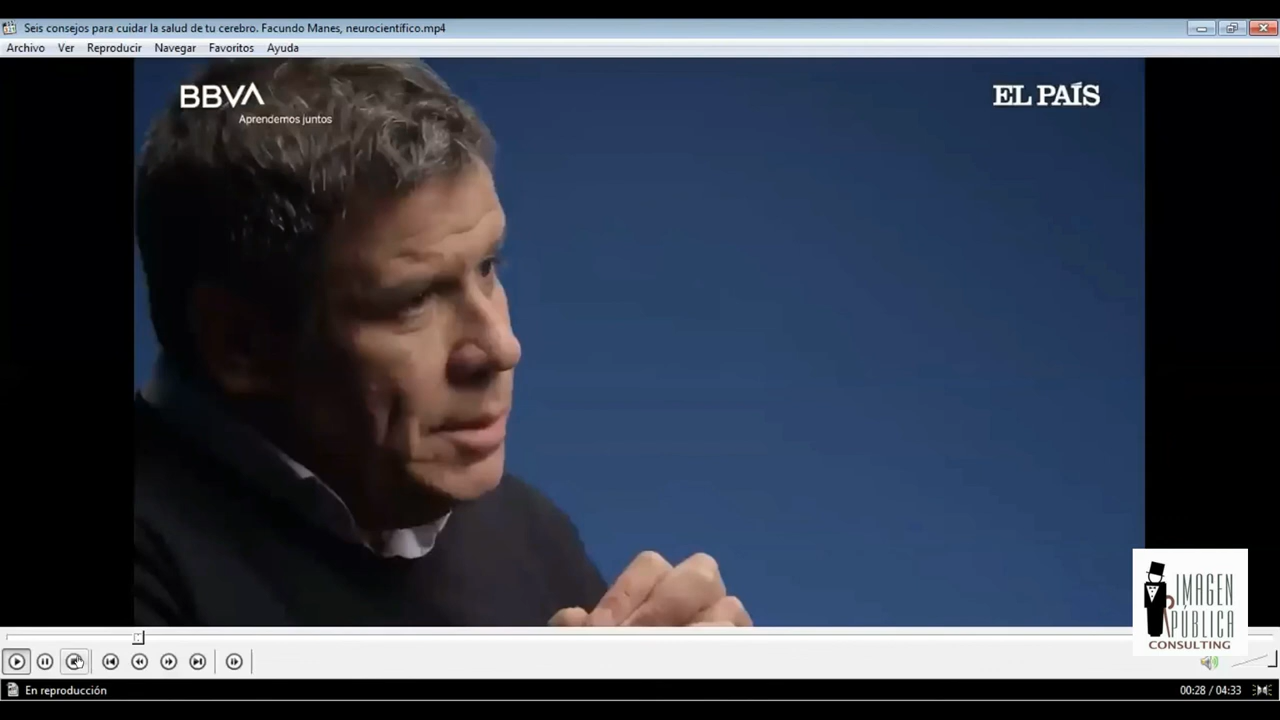 Seis consejos para cuidar la salud de tu cerebro. Facundo Manes, neurocientífico.mp4
Archivo Ver Reproducir Navegar Favoritos Ayuda
BBVA
Aprendemos juntos
EL PAÍS
IMAGEN
PÚBLICA
CONSULTING
En reproducción
00:28 / 04:33